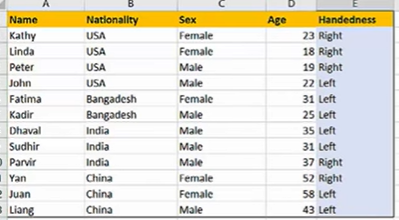 A B C D E
Name Nationality Sex Age Handedness
Kathy USA Female 23 Right
Linda USA Female 18 Right
Peter USA Male 19 Right
John USA Male 22 Left
Fatima Bangadesh Female 31 Left
Kadir Bangadesh Male 25 Left
Dhaval India Male 35 Left
Sudhir India Male 31 Left
Parvir India Male 37 Right
Yan China Female 52 Right
Juan China Female 58 Left
Liang China Male 43 Left